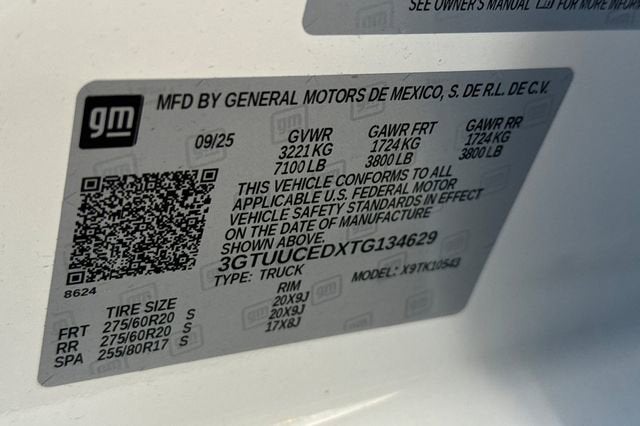 SEE OWNER'S MANUAL FOR MORE
gm
MFD BY GENERAL MOTORS DE MEXICO, S. DE R.L. DE C.V.
09/25 GVWR GAWR FRT GAWR RR
3221 KG 1724 KG 1724 KG
7100 LB 3800 LB 3800 LB
THIS VEHICLE CONFORMS TO ALL
APPLICABLE U.S. FEDERAL MOTOR
VEHICLE SAFETY STANDARDS IN EFFECT
ON THE DATE OF MANUFACTURE
SHOWN ABOVE.
3GTUUCEDXTG134629
TYPE: TRUCK MODEL: X9TK10543
8624
TIRE SIZE RIM
FRT 275/60R20 S 20X9J
RR 275/60R20 S 20X9J
SPA 255/80R17 S 17X8J